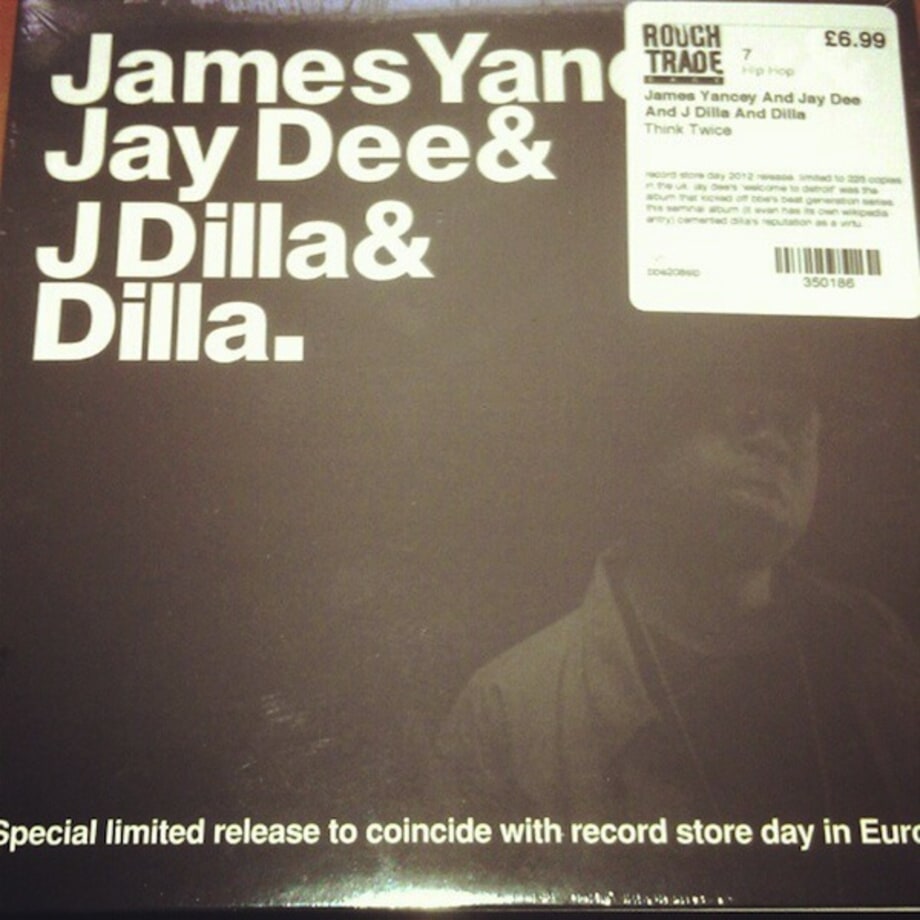 James Yanc
Jay Dee&
J Dilla&
Dilla.
ROUGH
TRADE
7
£6.99
Hip Hop
James Yancey And Jay Dee
And J Dilla And Dilla
Think Twice
record store day 2012 release. limited to 225 copies
in the uk. jay dee's 'welcome to detroit' was the
album that kicked off bbe's beat generation series.
this seminal album (it even has its own wikipedia
entry) cemented dilla's reputation as a virtu..
350186
Special limited release to coincide with record store day in Euro